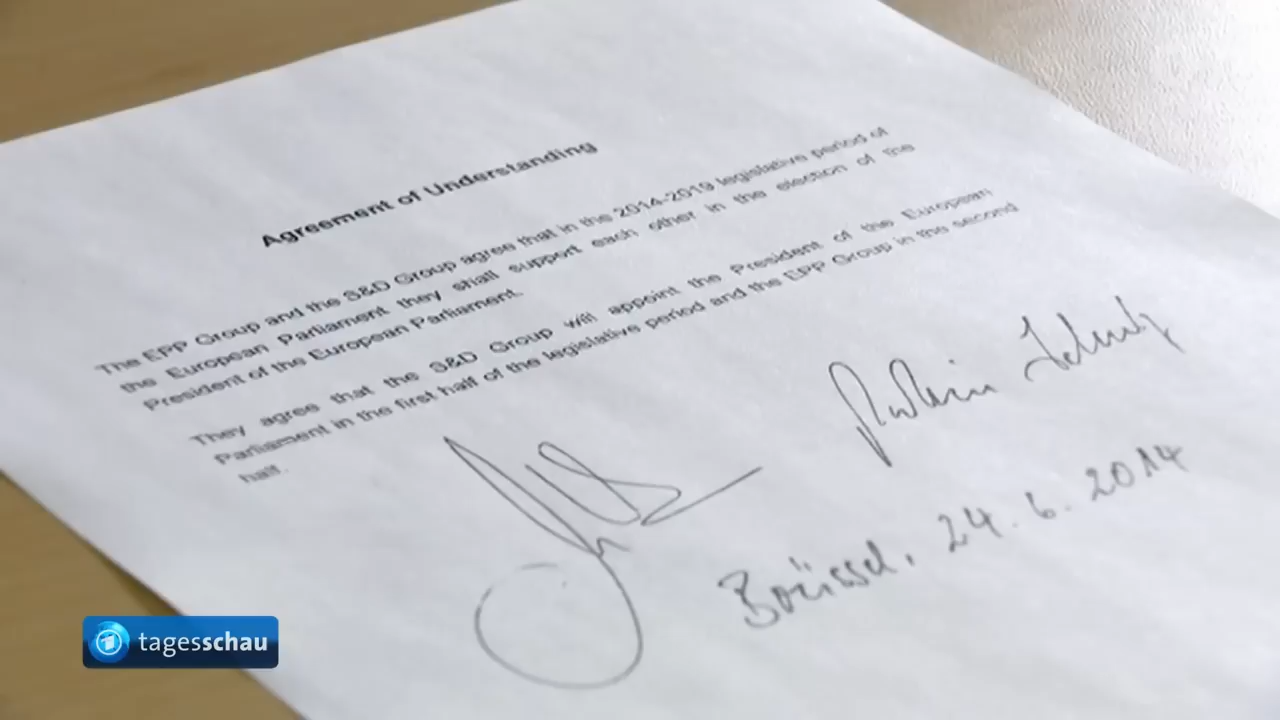 Agreement of Understanding
The EPP Group and the S&D Group agree that in the 2014-2019 legislative period of
the European Parliament they shall support each other in the election of the
President of the European Parliament.
They agree that the S&D Group will appoint the President of the European
Parliament in the first half of the legislative period and the EPP Group in the second
half.
Martin Schulz
Brüssel, 24.6.2014
tagesschau